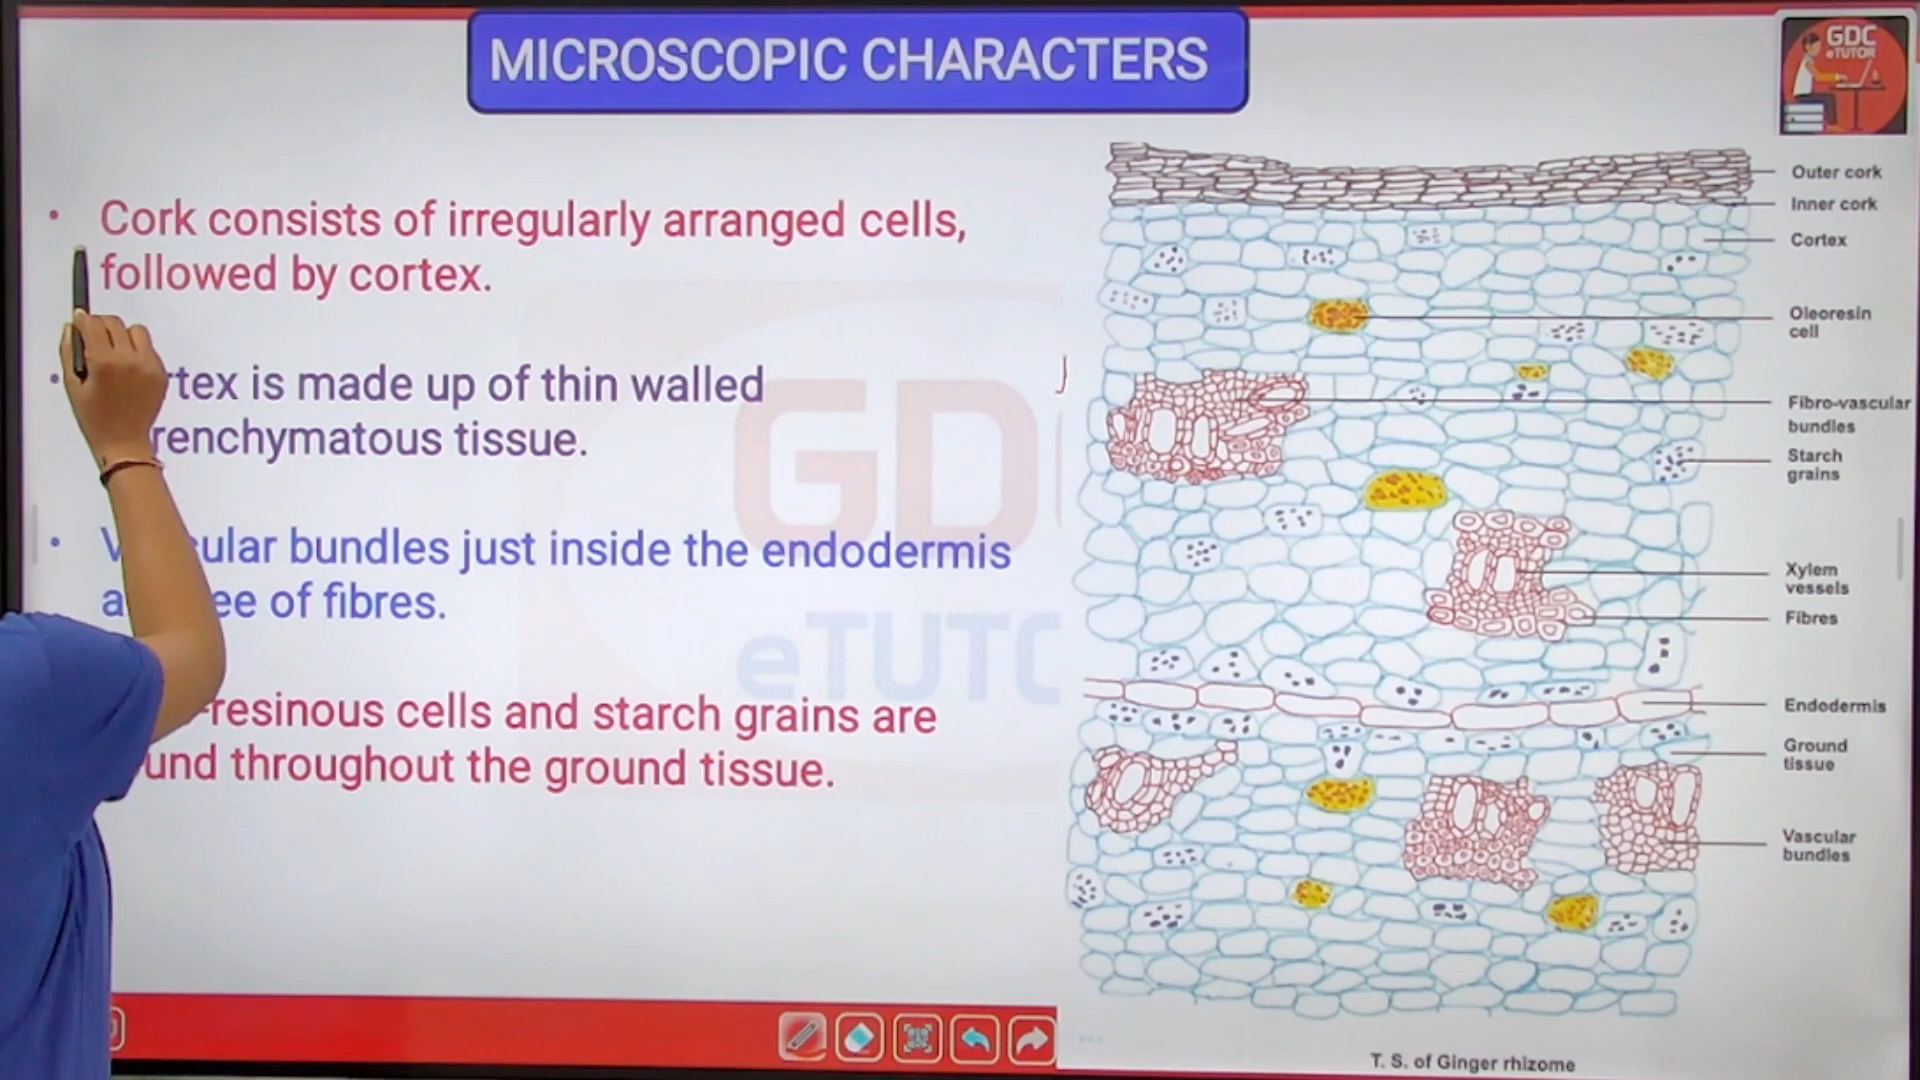 MICROSCOPIC CHARACTERS
GDC
eTUTOR
• Cork consists of irregularly arranged cells,
followed by cortex.
• rtex is made up of thin walled
renchymatous tissue.
• V cular bundles just inside the endodermis
a ee of fibres.
-resinous cells and starch grains are
und throughout the ground tissue.
GD
eTUTO
Outer cork
Inner cork
Cortex
Oleoresin
cell
Fibro-vascular
bundles
Starch
grains
Xylem
vessels
Fibres
Endodermis
Ground
tissue
Vascular
bundles
T. S. of Ginger rhizome